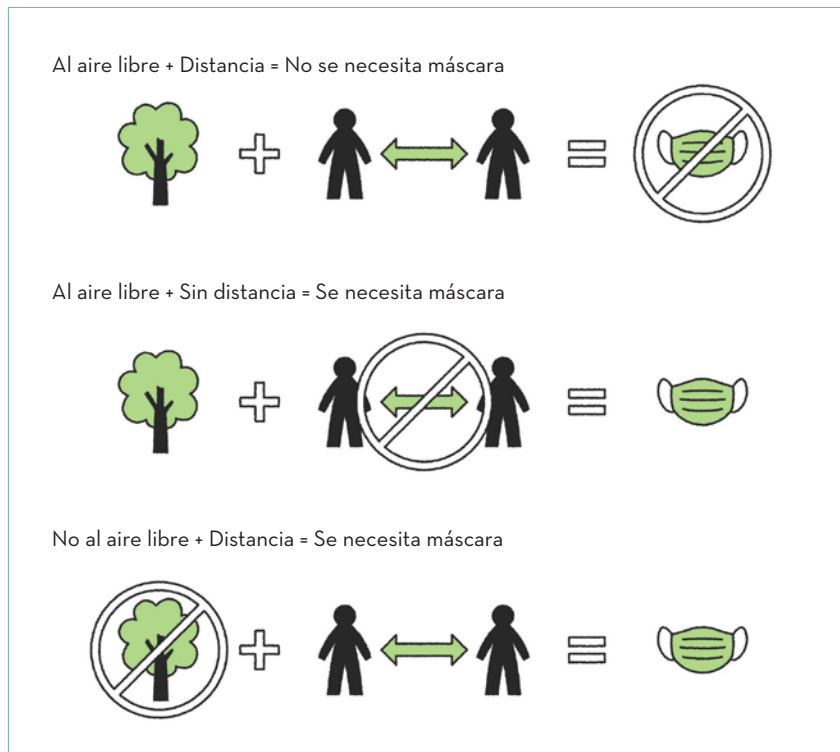 Al aire libre + Distancia = No se necesita máscara
Al aire libre + Sin distancia = Se necesita máscara
No al aire libre + Distancia = Se necesita máscara